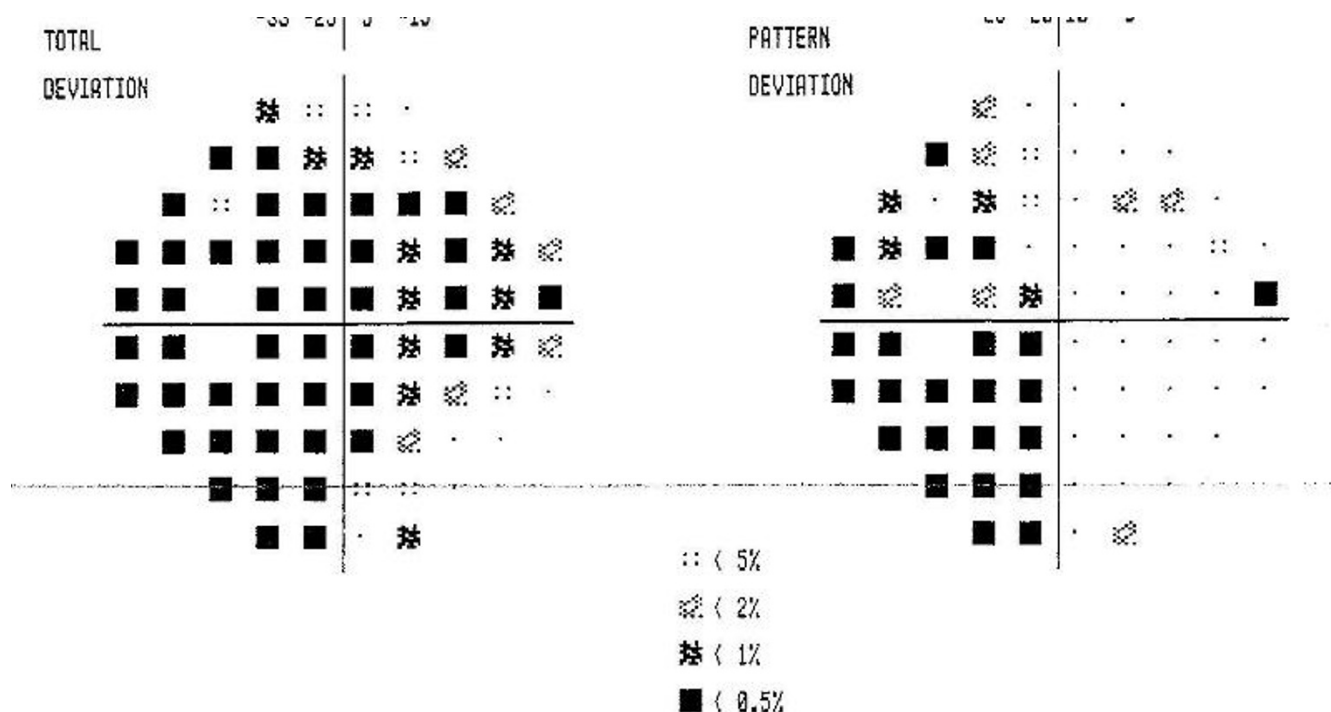 TOTAL
DEVIATION
PATTERN
DEVIATION
:: < 5%
< 2%
< 1%
■ < 0.5%